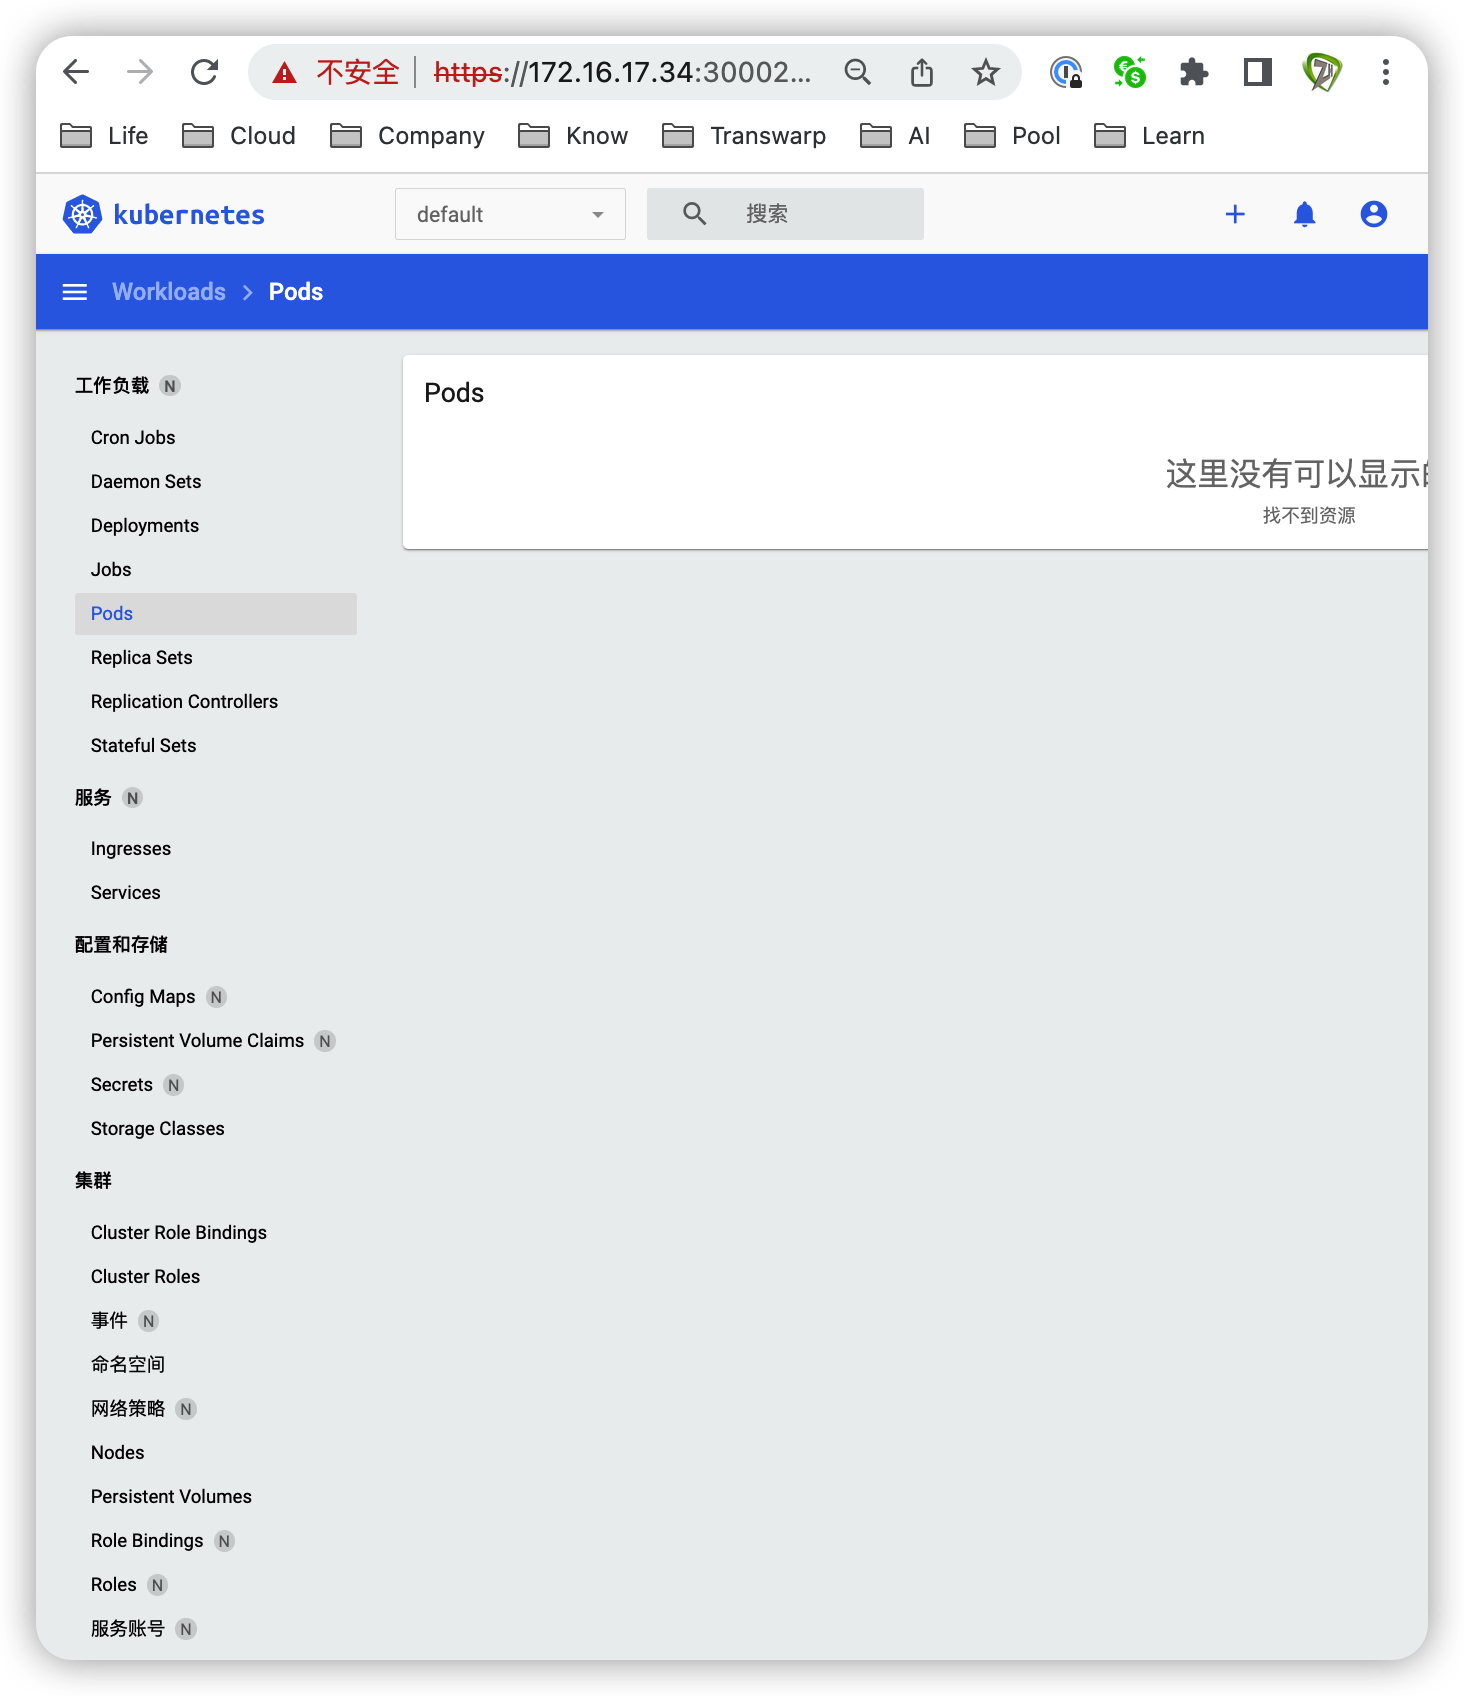 不安全 https://172.16.17.34:30002...
Life Cloud Company Know Transwarp AI Pool Learn
kubernetes default 搜索
Workloads > Pods
工作负载 N
Cron Jobs
Daemon Sets
Deployments
Jobs
Pods
Replica Sets
Replication Controllers
Stateful Sets
服务 N
Ingresses
Services
配置和存储
Config Maps N
Persistent Volume Claims N
Secrets N
Storage Classes
集群
Cluster Role Bindings
Cluster Roles
事件 N
命名空间
网络策略 N
Nodes
Persistent Volumes
Role Bindings N
Roles N
服务账号 N
Pods
这里没有可以显示
找不到资源